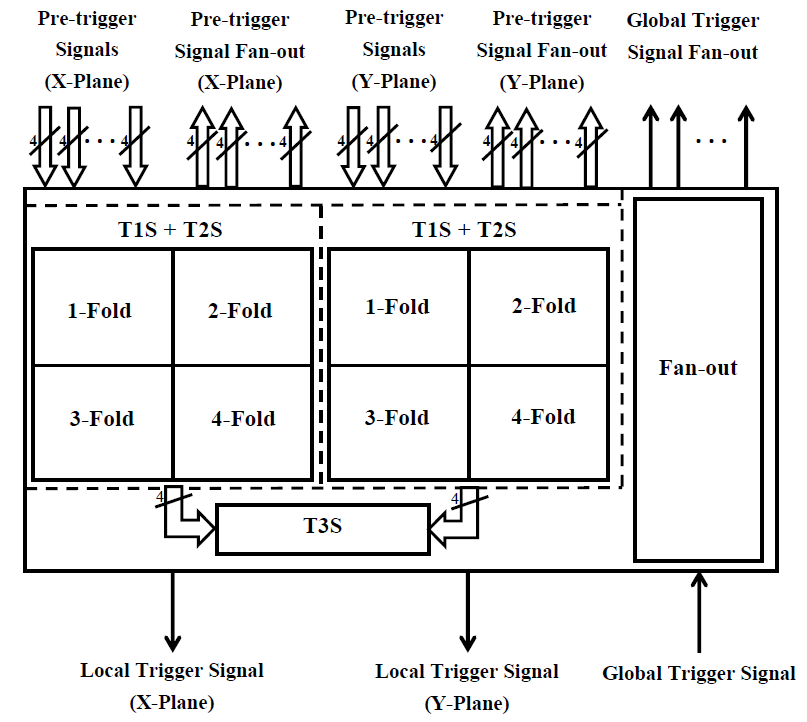 Pre-trigger
Signals
(X-Plane)
Pre-trigger
Signal Fan-out
(X-Plane)
Pre-trigger
Signals
(Y-Plane)
Pre-trigger
Signal Fan-out
(Y-Plane)
Global Trigger
Signal Fan-out
4 4 ... 4
4 4 ... 4
4 4 ... 4
4 4 ... 4
...
T1S + T2S
1-Fold
2-Fold
3-Fold
4-Fold
T1S + T2S
1-Fold
2-Fold
3-Fold
4-Fold
Fan-out
4
T3S
4
Local Trigger Signal
(X-Plane)
Local Trigger Signal
(Y-Plane)
Global Trigger Signal